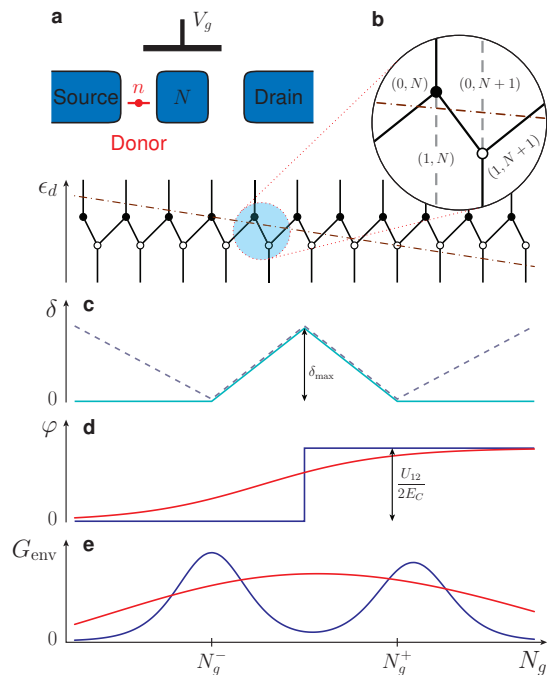 a
V_g
b
Source
n
N
Drain
Donor
(0, N)
(0, N+1)
(1, N)
(1, N+1)
ϵ_d
c
δ
δ_max
0
d
φ
U_12
2E_C
0
e
G_env
0
N_g^-
N_g^+
N_g